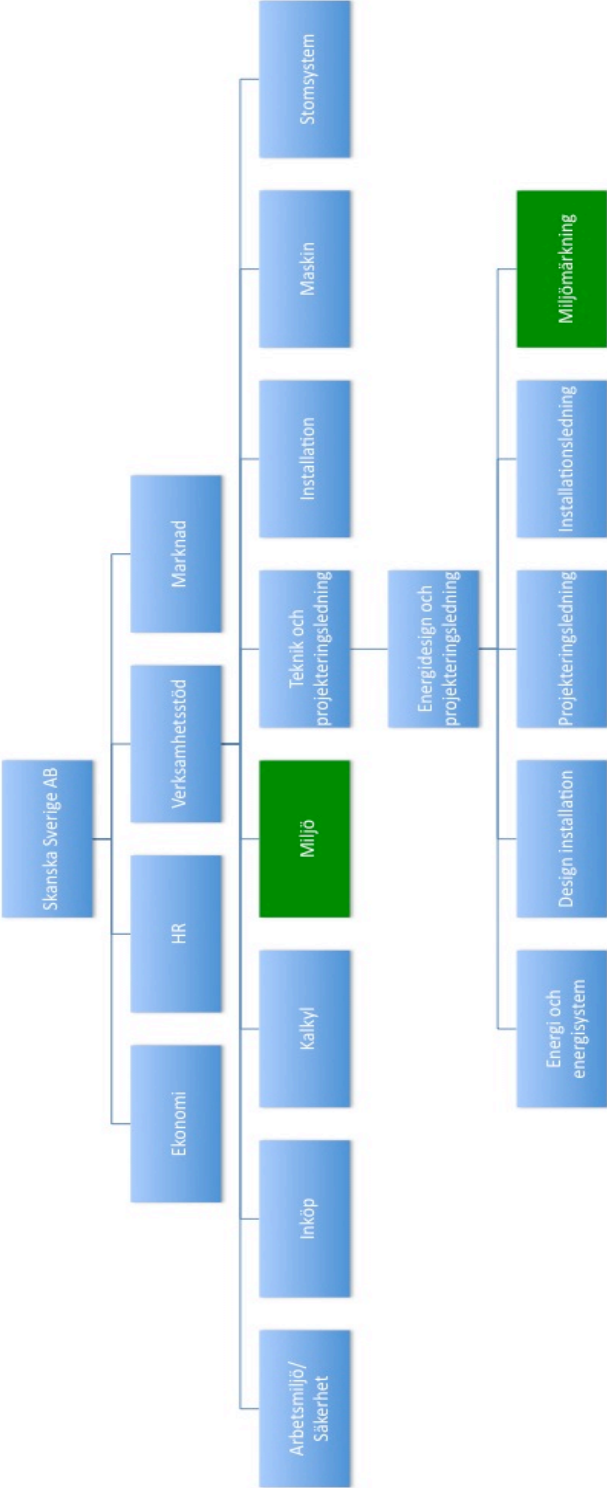 Skanska Sverige AB
Ekonomi
HR
Verksamhetsstöd
Marknad
Arbetsmiljö/
Säkerhet
Inköp
Kalkyl
Miljö
Teknik och
projekteringsledning
Installation
Maskin
Stomsystem
Energidesign och
projekteringsledning
Energi och
energisystem
Design installation
Projekteringsledning
Installationsledning
Miljömärkning